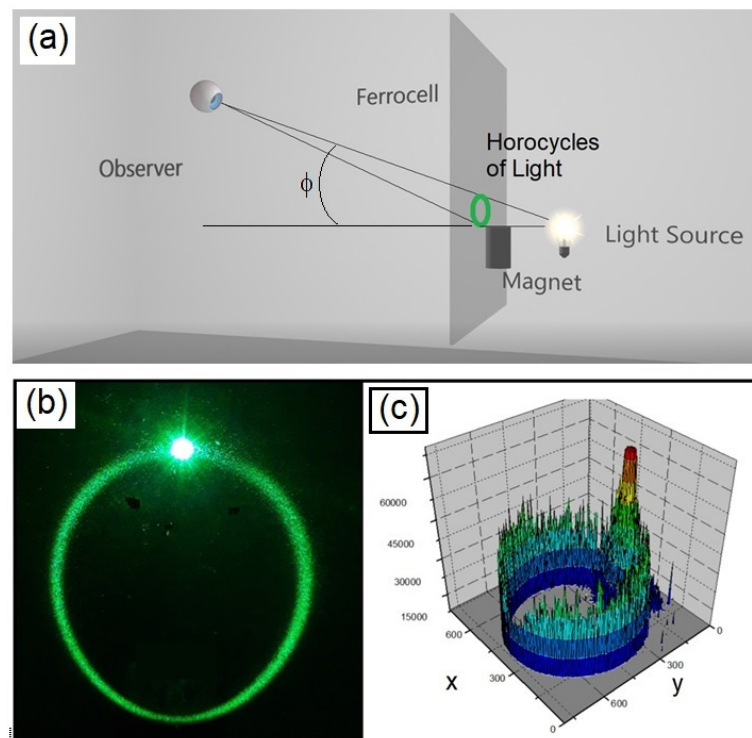 (a)
Ferrocell
Horocycles
of Light
Observer
ϕ
Light Source
Magnet
(b)
(c)
60000
45000
30000
15000
600
300
0
x
y
0
300
600